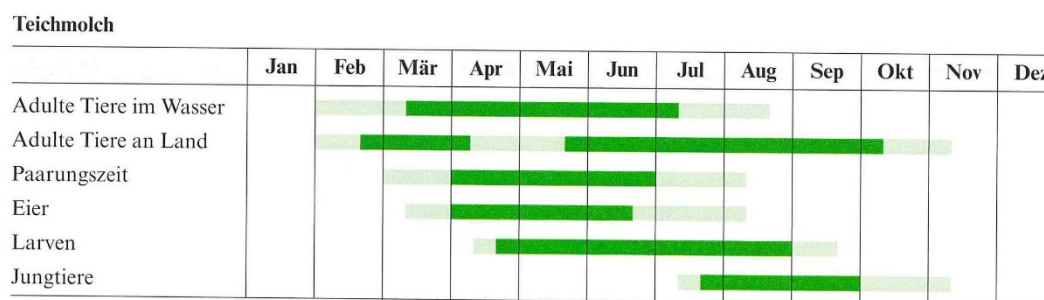 Teichmolch
Jan Feb Mär Apr Mai Jun Jul Aug Sep Okt Nov Dez
Adulte Tiere im Wasser
Adulte Tiere an Land
Paarungszeit
Eier
Larven
Jungtiere